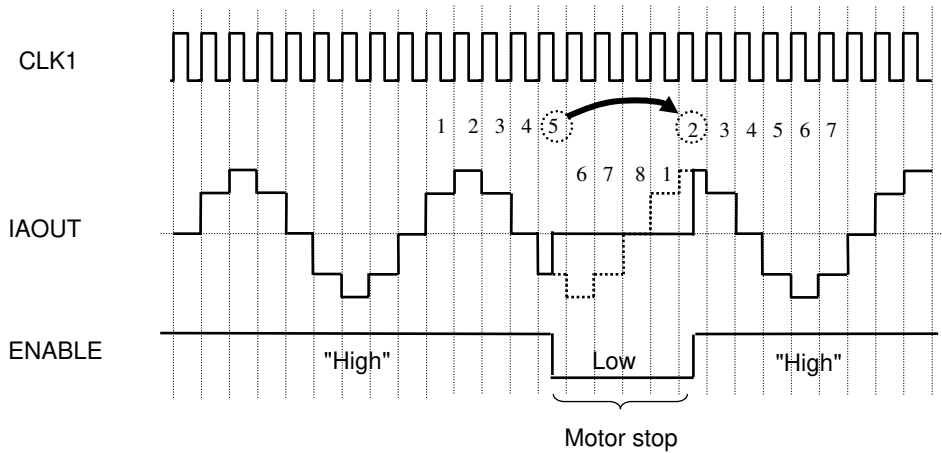 CLK1
1 2 3 4 5 2 3 4 5 6 7
6 7 8 1
IAOUT
ENABLE
"High" Low "High"
Motor stop